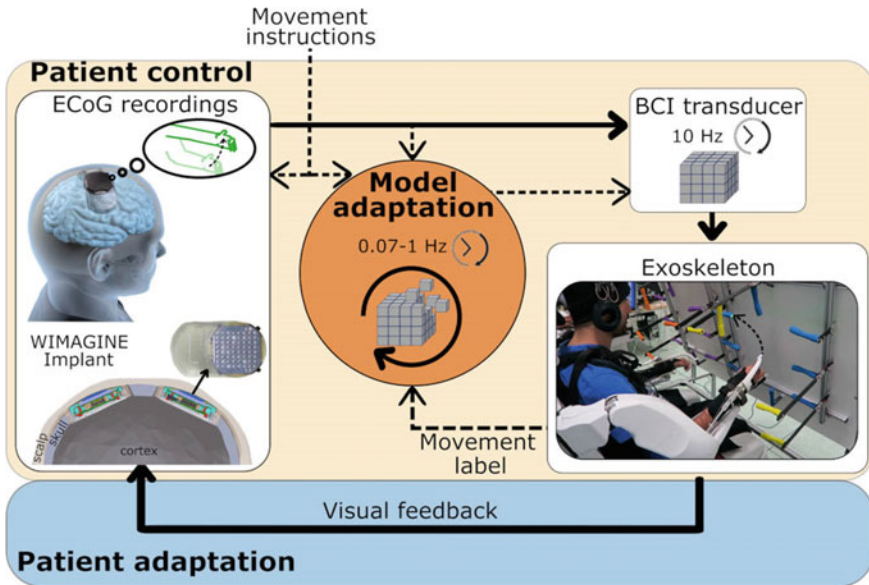 Movement
instructions
Patient control
ECoG recordings
BCI transducer
10 Hz
Model
adaptation
0.07-1 Hz
Exoskeleton
WIMAGINE
Implant
scalp
skull
cortex
Movement
label
Visual feedback
Patient adaptation